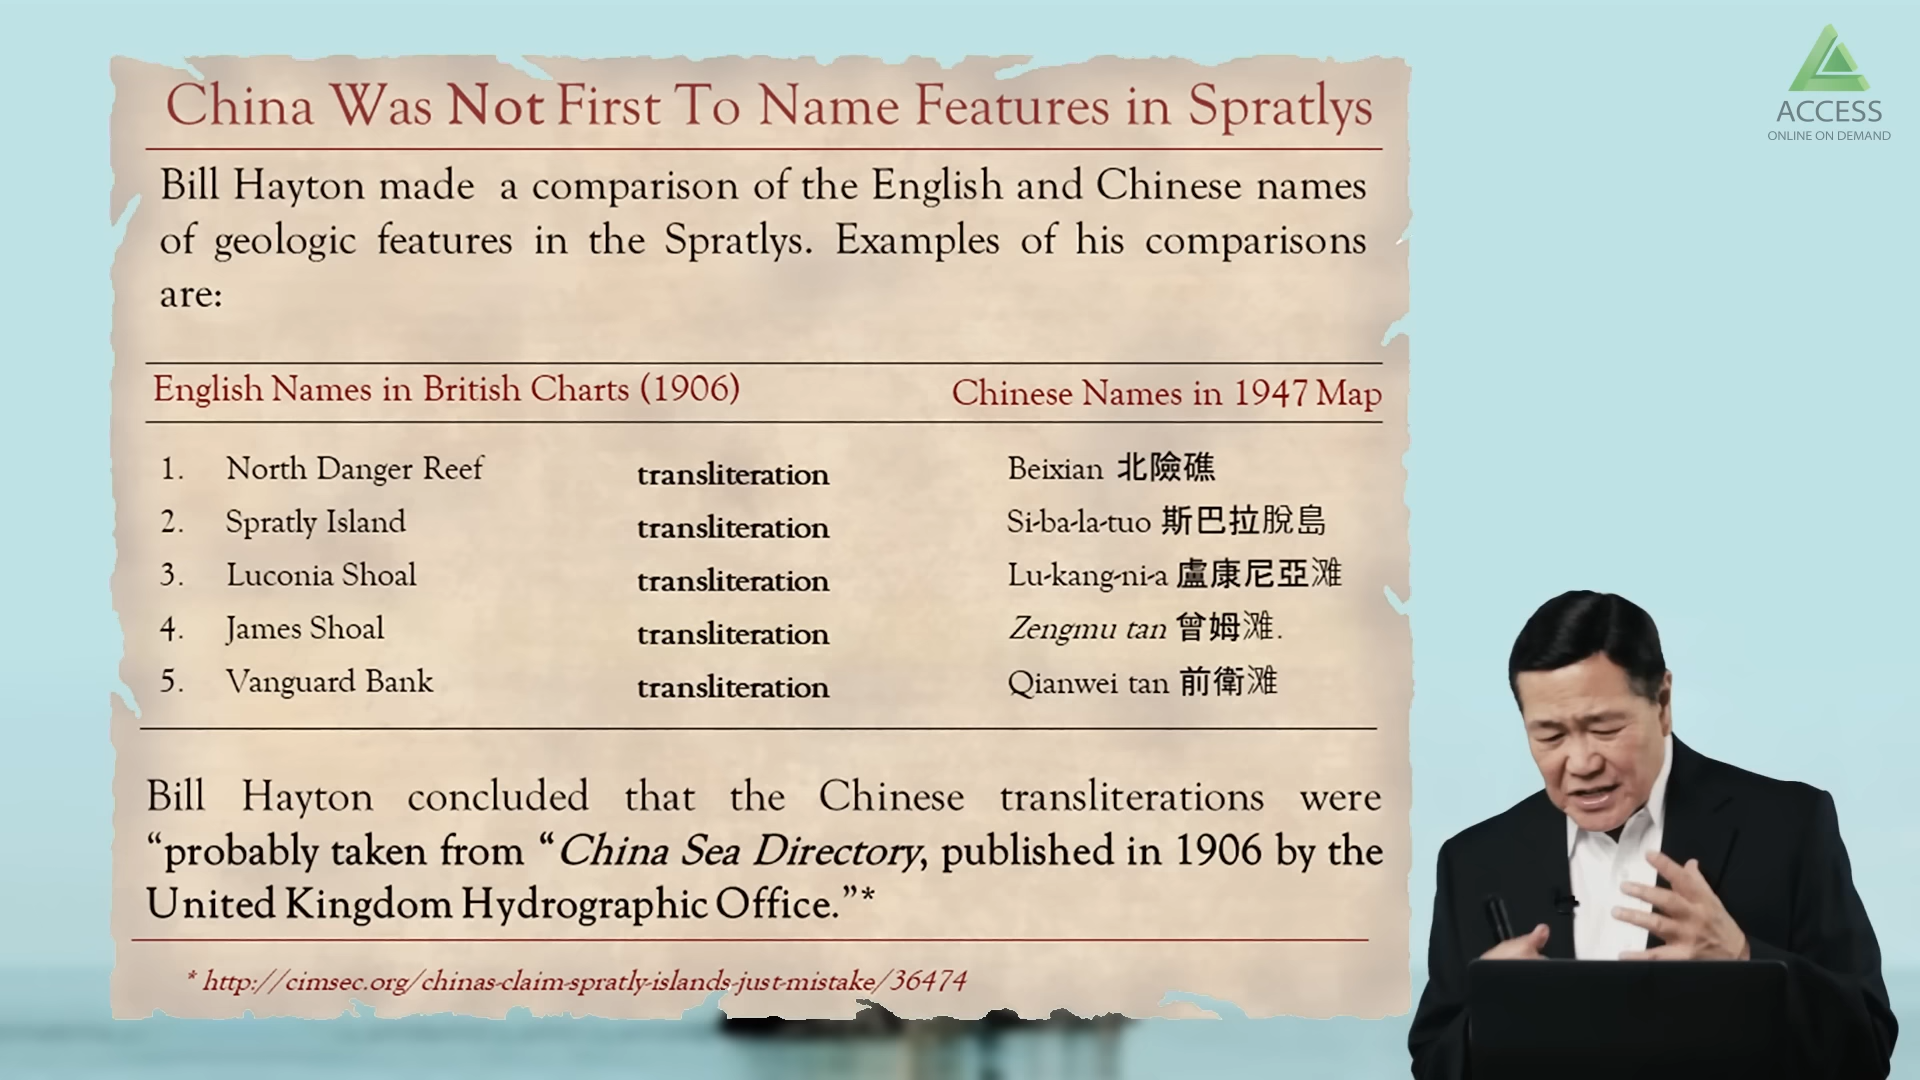 ACCESS
ONLINE ON DEMAND
China Was Not First To Name Features in Spratlys
Bill Hayton made a comparison of the English and Chinese names
of geologic features in the Spratlys. Examples of his comparisons
are:
English Names in British Charts (1906) Chinese Names in 1947 Map
1. North Danger Reef transliteration Beixian 北險礁
2. Spratly Island transliteration Si-ba-la-tuo 斯巴拉脫島
3. Luconia Shoal transliteration Lu-kang-ni-a 盧康尼亞滩
4. James Shoal transliteration Zengmu tan 曾姆滩.
5. Vanguard Bank transliteration Qianwei tan 前衛滩
Bill Hayton concluded that the Chinese transliterations were
“probably taken from “China Sea Directory, published in 1906 by the
United Kingdom Hydrographic Office.”*
* http://cimsec.org/chinas-claim-spratly-islands-just-mistake/36474